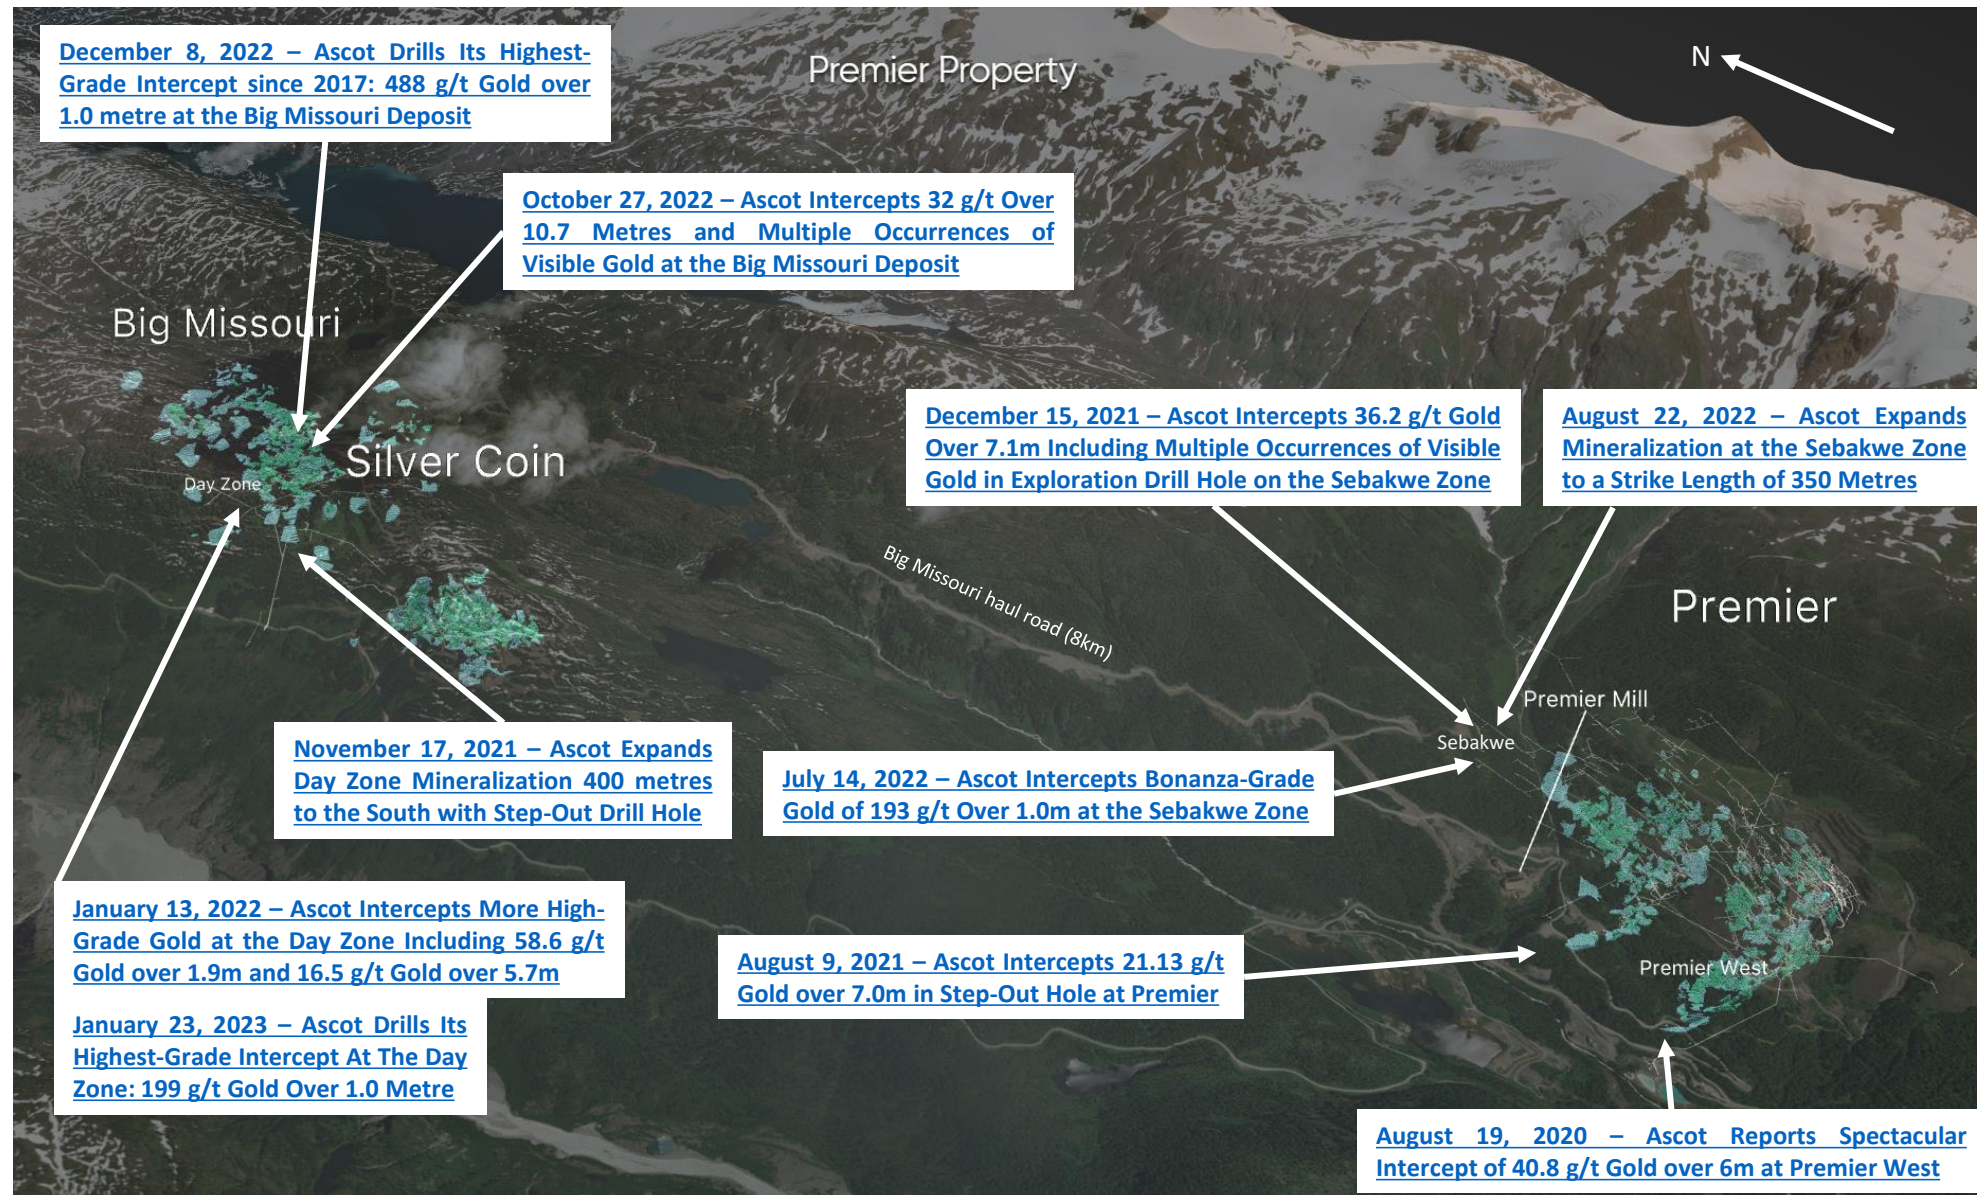 December 8, 2022 – Ascot Drills Its Highest-
Grade Intercept since 2017: 488 g/t Gold over
1.0 metre at the Big Missouri Deposit
Premier Property
N
October 27, 2022 – Ascot Intercepts 32 g/t Over
10.7 Metres and Multiple Occurrences of
Visible Gold at the Big Missouri Deposit
Big Missouri
Silver Coin
Day Zone
December 15, 2021 – Ascot Intercepts 36.2 g/t Gold
Over 7.1m Including Multiple Occurrences of Visible
Gold in Exploration Drill Hole on the Sebakwe Zone
August 22, 2022 – Ascot Expands
Mineralization at the Sebakwe Zone
to a Strike Length of 350 Metres
Big Missouri haul road (8km)
Premier
Premier Mill
Sebakwe
November 17, 2021 – Ascot Expands
Day Zone Mineralization 400 metres
to the South with Step-Out Drill Hole
July 14, 2022 – Ascot Intercepts Bonanza-Grade
Gold of 193 g/t Over 1.0m at the Sebakwe Zone
January 13, 2022 – Ascot Intercepts More High-
Grade Gold at the Day Zone Including 58.6 g/t
Gold over 1.9m and 16.5 g/t Gold over 5.7m
August 9, 2021 – Ascot Intercepts 21.13 g/t
Gold over 7.0m in Step-Out Hole at Premier
Premier West
January 23, 2023 – Ascot Drills Its
Highest-Grade Intercept At The Day
Zone: 199 g/t Gold Over 1.0 Metre
August 19, 2020 – Ascot Reports Spectacular
Intercept of 40.8 g/t Gold over 6m at Premier West